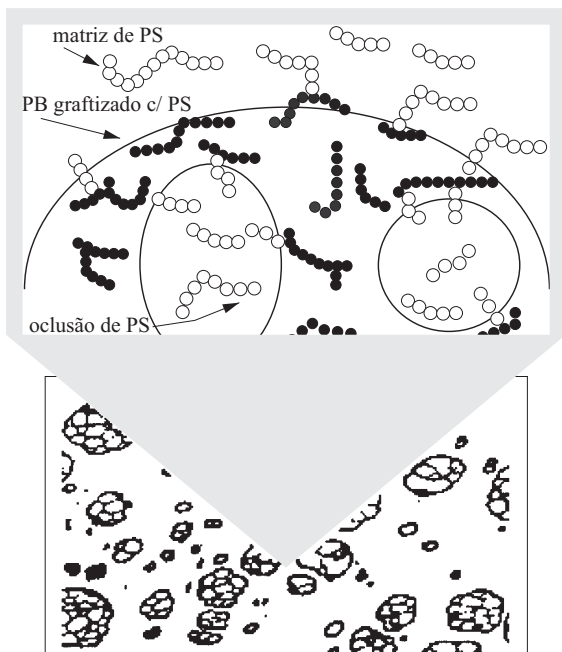 matriz de PS
PB graftizado c/ PS
oclusão de PS